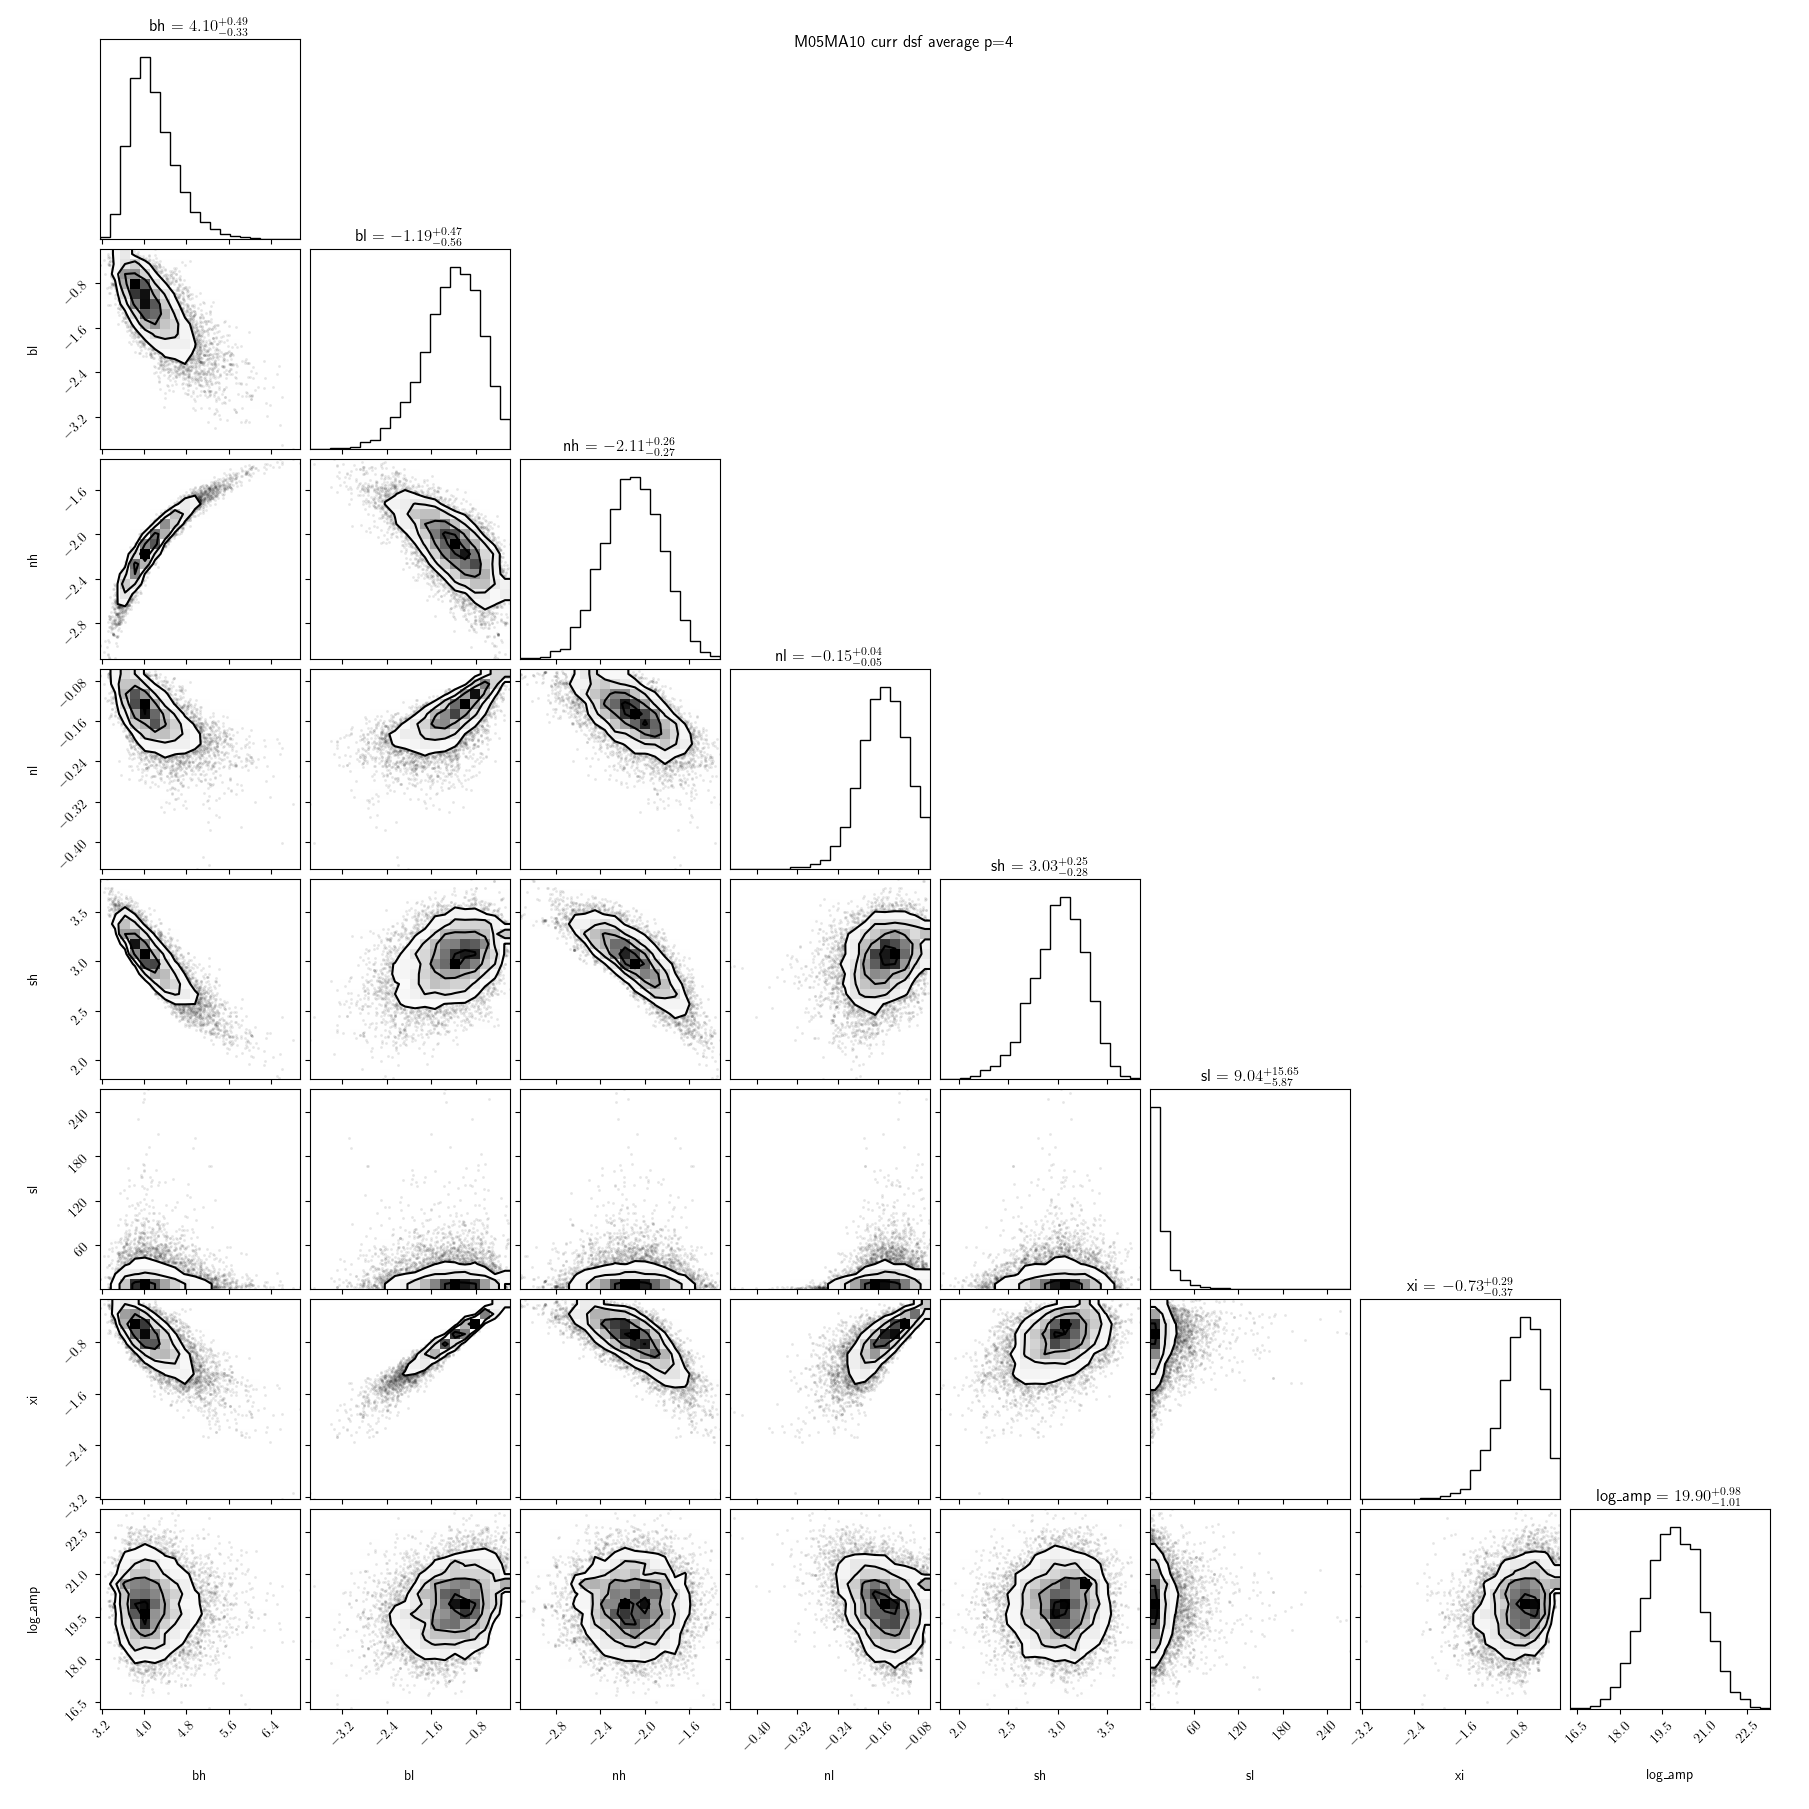 bh = 4.10^{+0.49}_{-0.33}
M05MA10 curr dsf average p=4
bl = −1.19^{+0.47}_{-0.56}
−0.8
−1.6
−2.4
−3.2
bl
nh = −2.11^{+0.26}_{-0.27}
−1.6
−2.0
−2.4
−2.8
nh
nl = −0.15^{+0.04}_{-0.05}
−0.08
−0.16
−0.24
−0.32
−0.40
nl
sh = 3.03^{+0.25}_{-0.28}
3.5
3.0
2.5
2.0
sh
sl = 9.04^{+15.65}_{-5.87}
240
180
120
60
sl
xi = −0.73^{+0.29}_{-0.37}
−0.8
−1.6
−2.4
−3.2
xi
log_amp = 19.90^{+0.98}_{-1.01}
22.5
21.0
19.5
18.0
16.5
log_amp
3.2 4.0 4.8 5.6 6.4
−3.2 −2.4 −1.6 −0.8
−2.8 −2.4 −2.0 −1.6
−0.40 −0.32 −0.24 −0.16 −0.08
2.0 2.5 3.0 3.5
60 120 180 240
−3.2 −2.4 −1.6 −0.8
16.5 18.0 19.5 21.0 22.5
bh bl nh nl sh sl xi log_amp